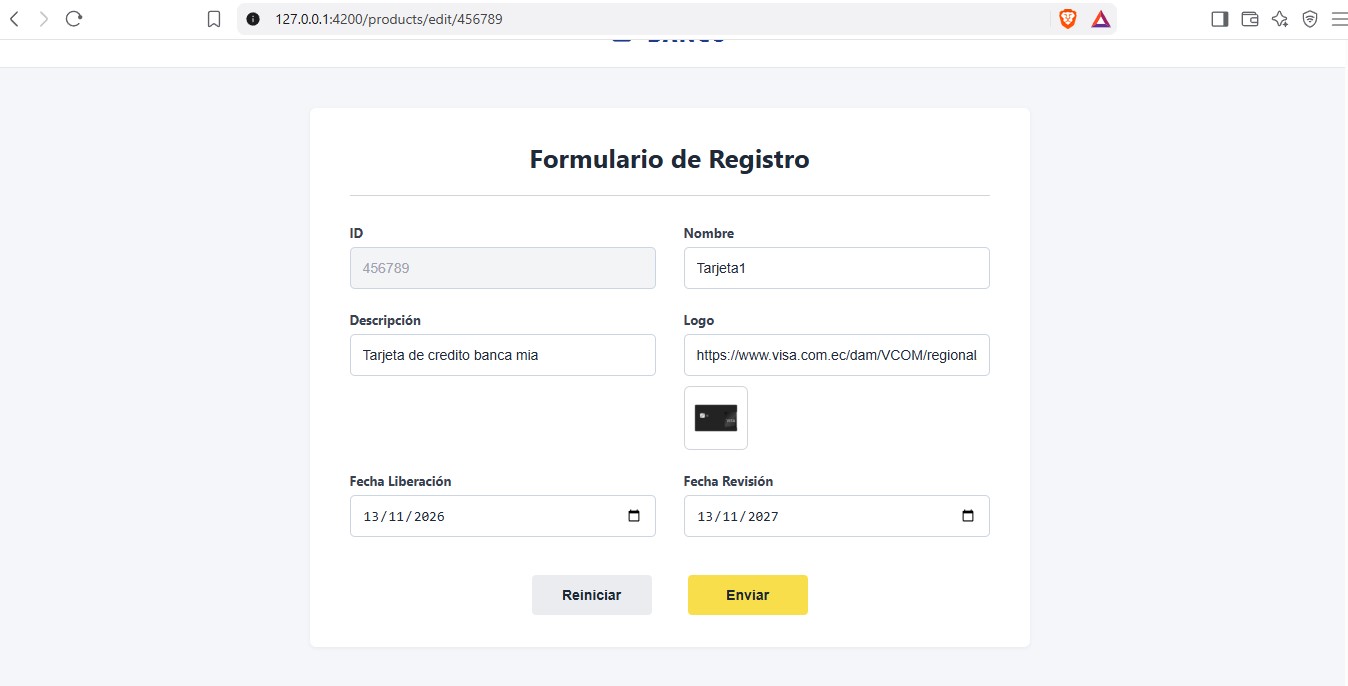 127.0.0.1:4200/products/edit/456789
BANCO
Formulario de Registro
ID
Nombre
456789
Tarjeta1
Descripción
Logo
Tarjeta de credito banca mia
https://www.visa.com.ec/dam/VCOM/regional
Fecha Liberación
Fecha Revisión
13/11/2026
13/11/2027
Reiniciar
Enviar